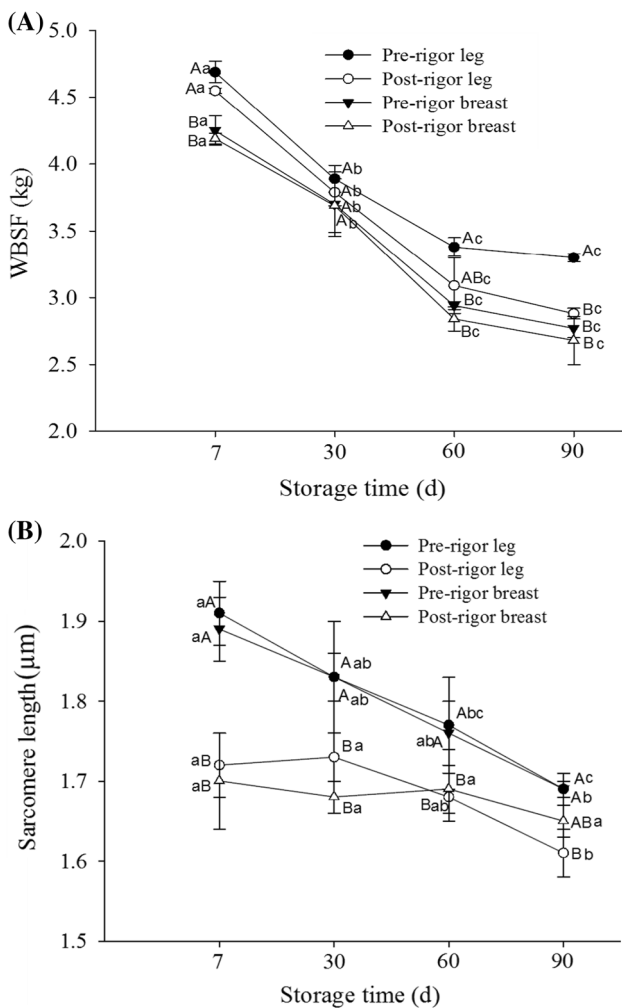 (A)
5.0
4.5
4.0
3.5
3.0
2.5
2.0
WBSF (kg)
Pre-rigor leg
Post-rigor leg
Pre-rigor breast
Post-rigor breast
Aa
Aa
Ba
Ba
Ab
Ab
Ab
Ab
Ac
ABc
Bc
Bc
Ac
Bc
Bc
Bc
7 30 60 90
Storage time (d)
(B)
2.0
1.9
1.8
1.7
1.6
1.5
Sarcomere length (µm)
Pre-rigor leg
Post-rigor leg
Pre-rigor breast
Post-rigor breast
aA
aA
aB
aB
Aab
Aab
Ba
Ba
Abc
abA
Ba
Bab
Ac
Ab
ABa
Bb
7 30 60 90
Storage time (d)